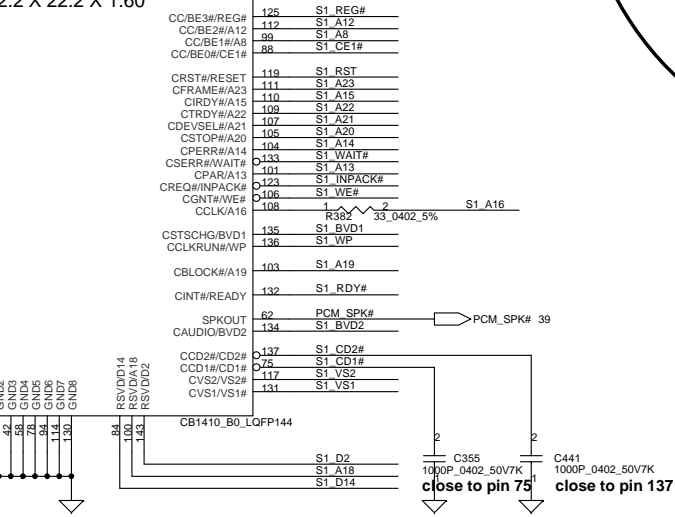 2.2 X 22.2 X 1.60
CC/BE3#/REG# 125 S1_REG#
CC/BE2#/A12 112 S1_A12
CC/BE1#/A8 99 S1_A8
CC/BE0#/CE1# 88 S1_CE1#
CRST#/RESET 119 S1_RST
CFRAME#/A23 111 S1_A23
CIRDY#/A15 110 S1_A15
CTRDY#/A22 109 S1_A22
CDEVSEL#/A21 107 S1_A21
CSTOP#/A20 105 S1_A20
CPERR#/A14 104 S1_A14
CSERR#/WAIT# 133 S1_WAIT#
CPAR/A13 101 S1_A13
CREQ#/INPACK# 123 S1_INPACK#
CGNT#/WE# 106 S1_WE#
CCLK/A16 108 1 2 S1_A16
R382 33_0402_5%
CSTSCHG/BVD1 135 S1_BVD1
CCLKRUN#/WP 136 S1_WP
CBLOCK#/A19 103 S1_A19
CINT#/READY 132 S1_RDY#
SPKOUT 62 PCM_SPK# PCM_SPK# 39
CAUDIO/BVD2 134 S1_BVD2
CCD2#/CD2# 137 S1_CD2#
CCD1#/CD1# 75 S1_CD1#
CVS2/VS2# 117 S1_VS2
CVS1/VS1# 131 S1_VS1
GND2
GND3 42
GND4 58
GND5 78
GND6 94
GND7 114
GND8 130
RSVD/D14 84
RSVD/A18 100
RSVD/D2 143
CB1410_B0_LQFP144
S1_D2
S1_A18
S1_D14
2
C355
1000P_0402_50V7K
1
close to pin 75
2
C441
1000P_0402_50V7K
1
close to pin 137